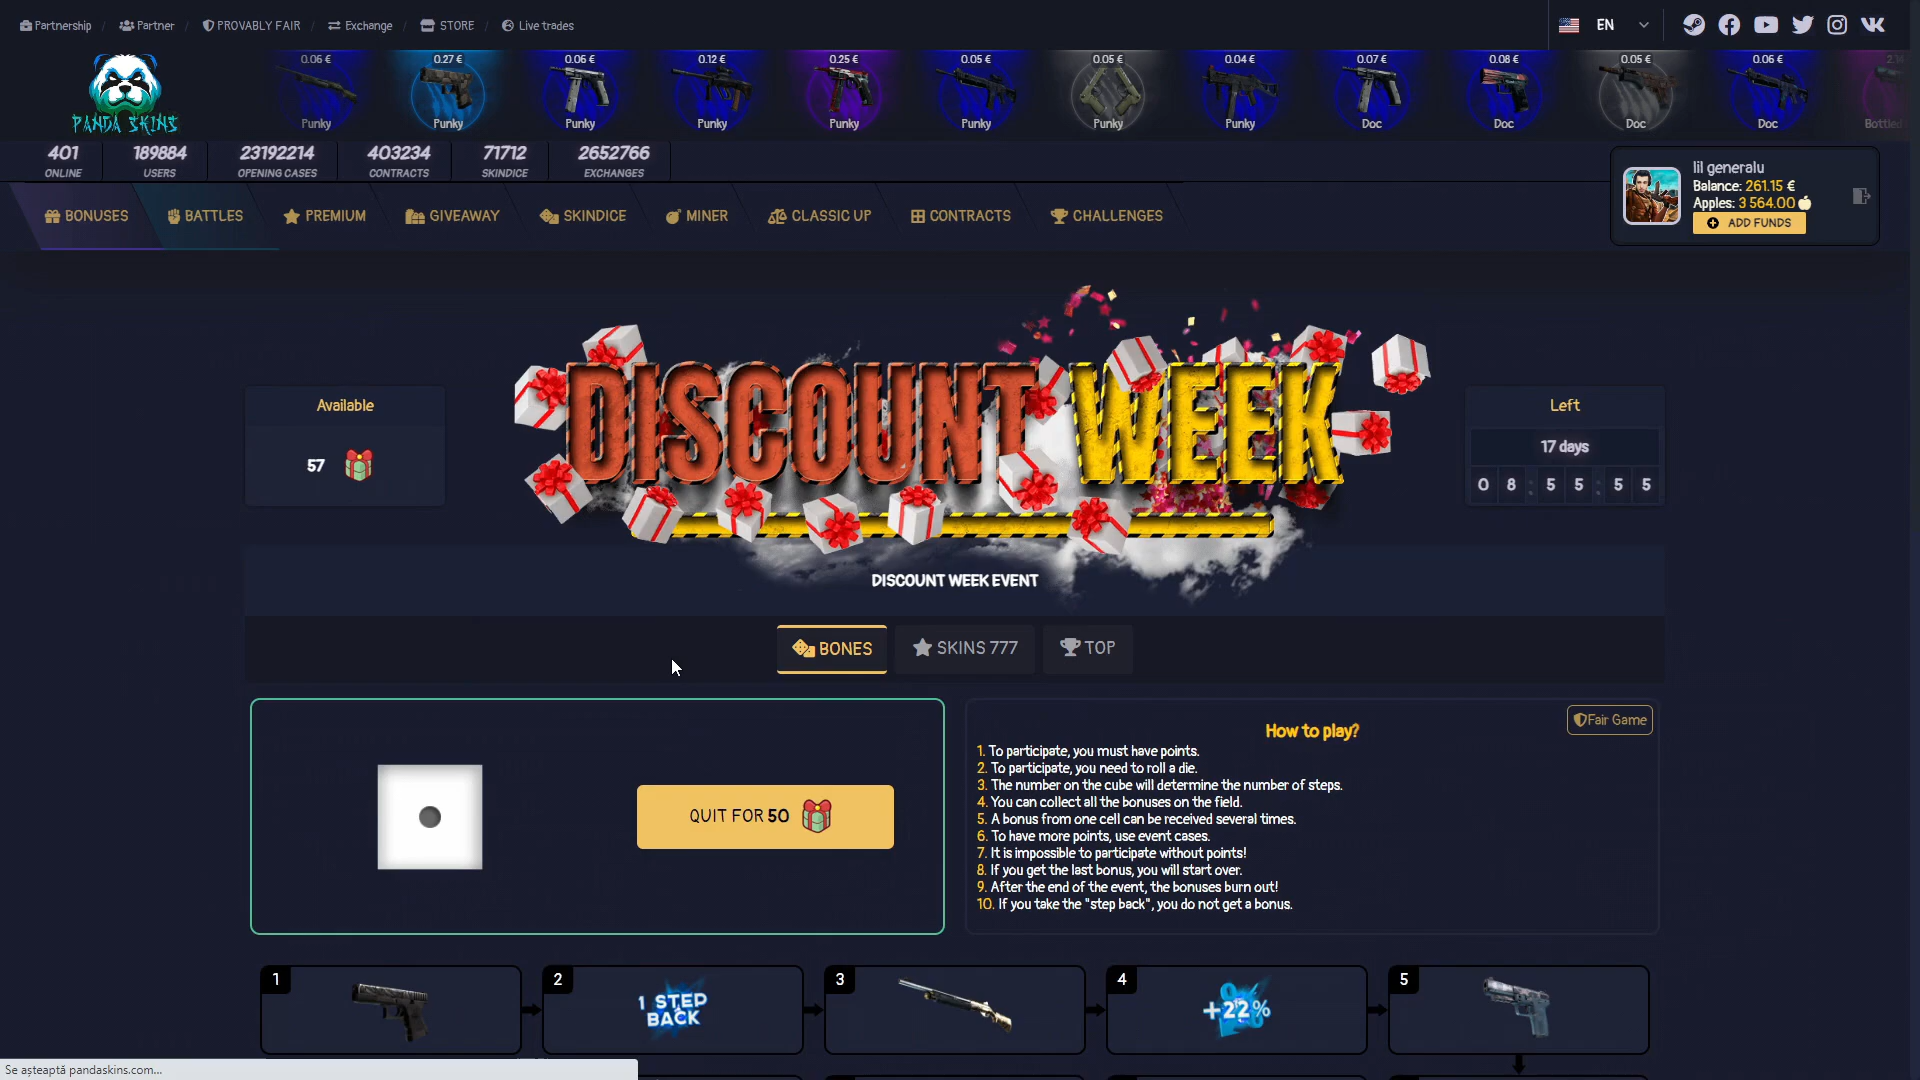 Partnership / Partner / PROVABLY FAIR / Exchange / STORE / Live trades
EN
PANDA SKINS
0.06 € 0.27 € 0.06 € 0.12 € 0.25 € 0.05 € 0.05 € 0.04 € 0.07 € 0.08 € 0.05 € 0.06 €
Punky Punky Punky Punky Punky Punky Punky Punky Doc Doc Doc Doc Bottled
401 189884 23192214 403234 71712 2652766
ONLINE USERS OPENING CASES CONTRACTS SKINDICE EXCHANGES
lil generalu
Balance: 261.15 €
Apples: 3 564.00
ADD FUNDS
BONUSES BATTLES PREMIUM GIVEAWAY SKINDICE MINER CLASSIC UP CONTRACTS CHALLENGES
DISCOUNT WEEK
Available
57
Left
17 days
0 8 : 5 5 : 5 5
DISCOUNT WEEK EVENT
BONES SKINS 777 TOP
QUIT FOR 50
Fair Game
How to play?
1. To participate, you must have points.
2. To participate, you need to roll a die.
3. The number on the cube will determine the number of steps.
4. You can collect all the bonuses on the field.
5. A bonus from one cell can be received several times.
6. To have more points, use event cases.
7. It is impossible to participate without points!
8. If you get the last bonus, you will start over.
9. After the end of the event, the bonuses burn out!
10. If you take the "step back", you do not get a bonus.
1 2 3 4 5
1 STEP
BACK
+22%
Se așteaptă pandaskins.com...